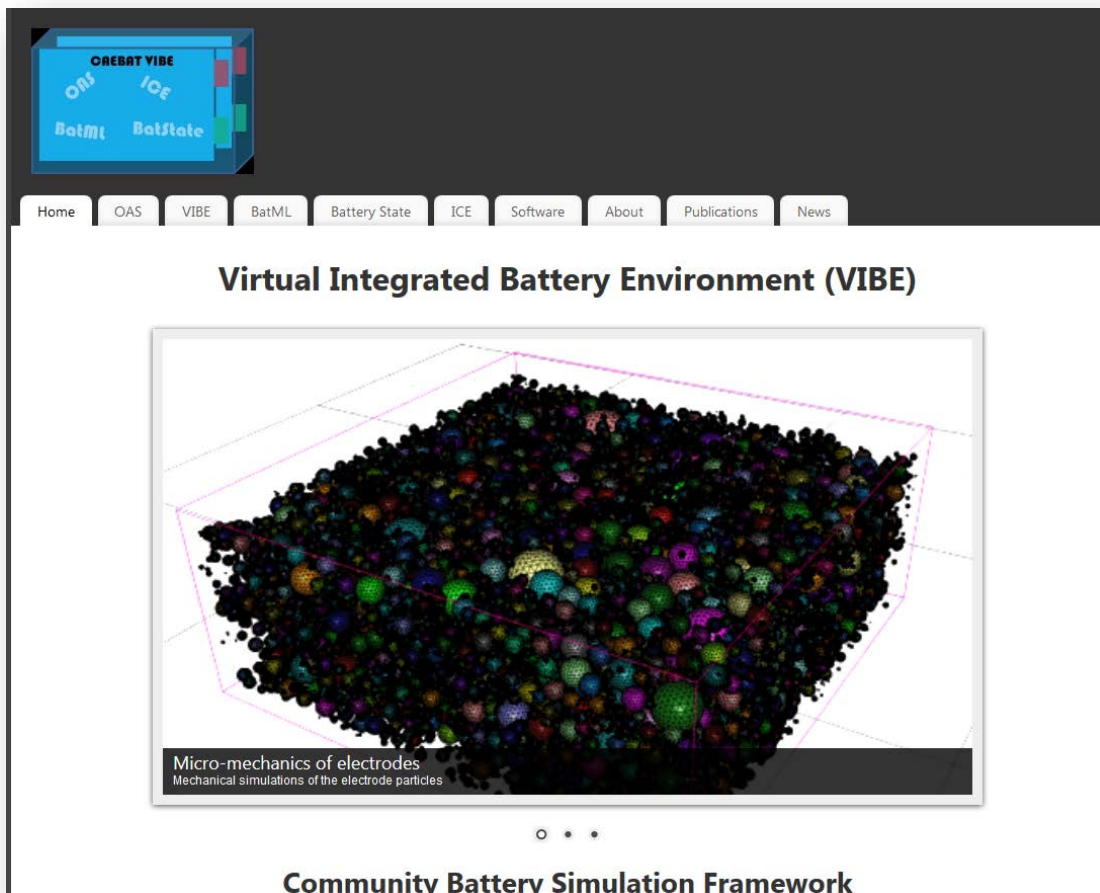 CAEBAT VIBE
OAS ICE
BatML BatState
Home OAS VIBE BatML Battery State ICE Software About Publications News
Virtual Integrated Battery Environment (VIBE)
Micro-mechanics of electrodes
Mechanical simulations of the electrode particles
Community Battery Simulation Framework